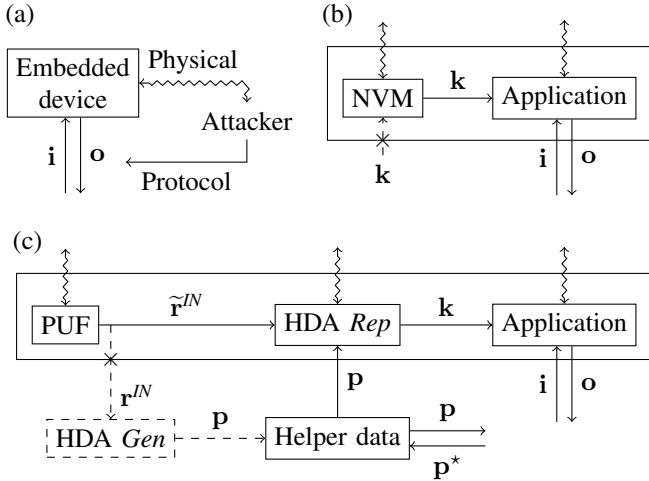 (a)
Embedded device
Physical
Attacker
Protocol
i
o
(b)
NVM
k
Application
k
i
o
(c)
PUF
r̃^IN
HDA Rep
k
Application
r^IN
p
i
o
HDA Gen
p
Helper data
p
p*